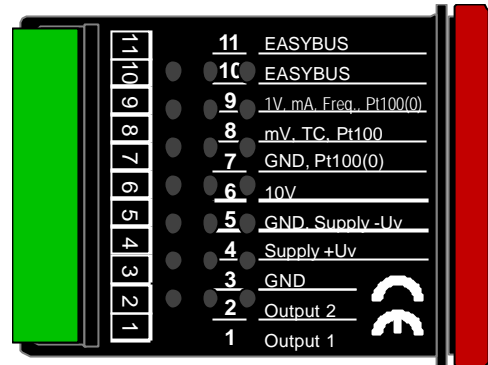 11 11 EASYBUS
10 10 EASYBUS
9 9 1V, mA, Freq., Pt100(0)
8 8 mV, TC, Pt100
7 7 GND, Pt100(0)
6 6 10V
5 5 GND, Supply -Uv
4 4 Supply +Uv
3 3 GND
2 2 Output 2
1 1 Output 1
CE